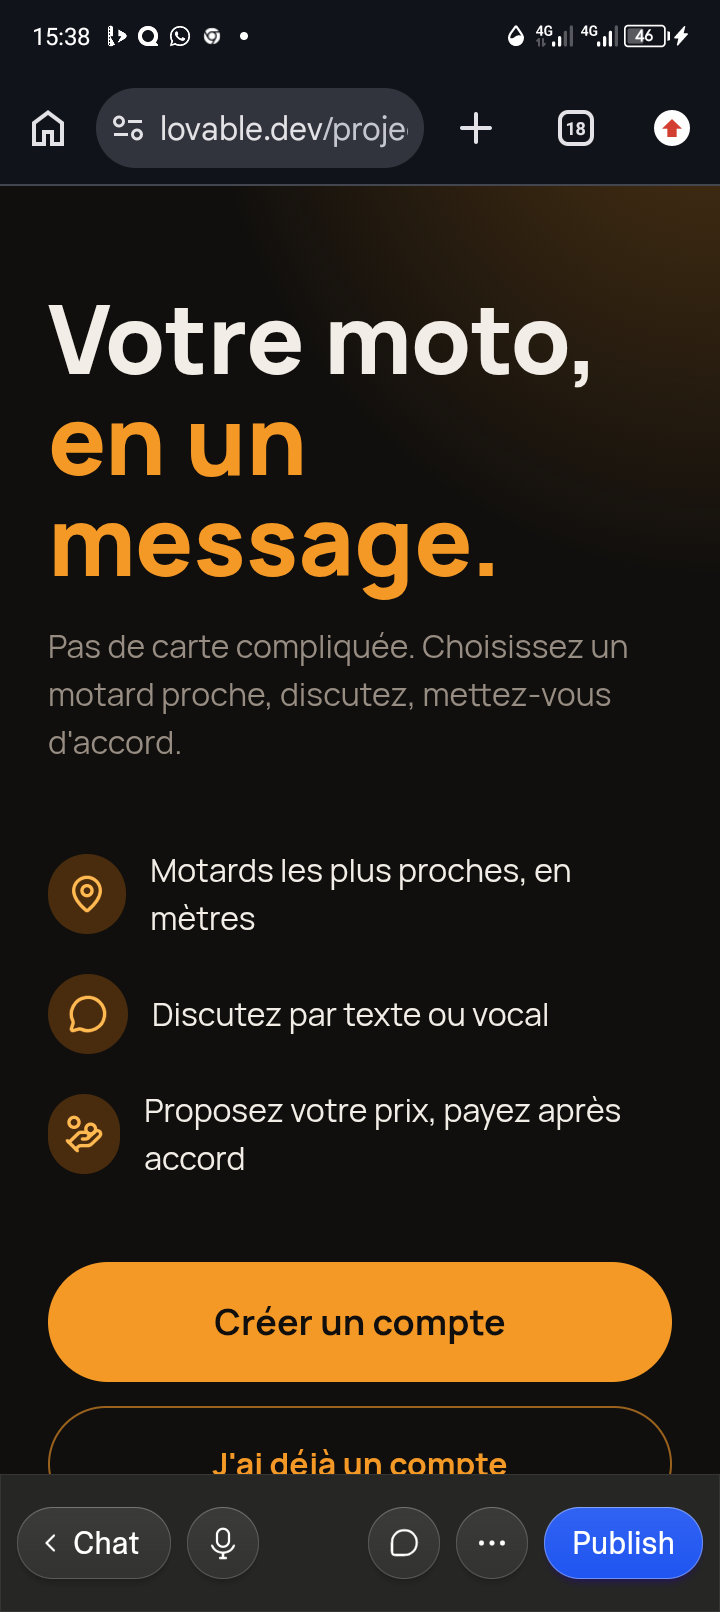 15:38
4G
4G
46
lovable.dev/proje
18
Votre moto,
en un
message.
Pas de carte compliquée. Choisissez un
motard proche, discutez, mettez-vous
d'accord.
Motards les plus proches, en
mètres
Discutez par texte ou vocal
Proposez votre prix, payez après
accord
Créer un compte
J'ai déjà un compte
Chat
Publish